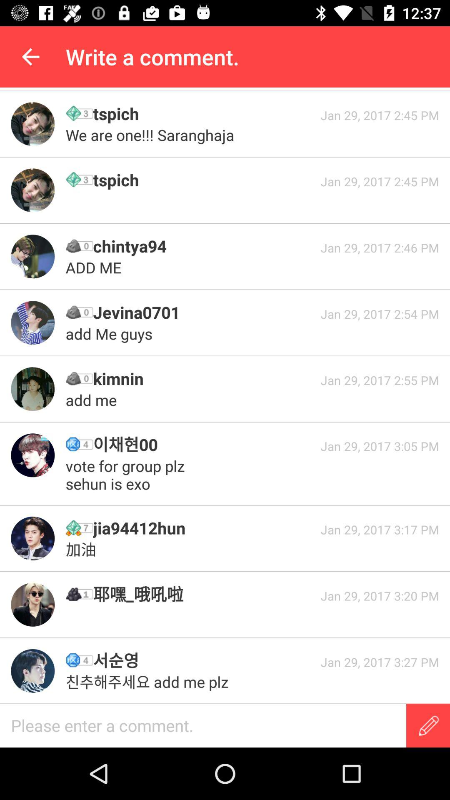 12:37
Write a comment.
3 tspich Jan 29, 2017 2:45 PM
We are one!!! Saranghaja
3 tspich Jan 29, 2017 2:45 PM
0 chintya94 Jan 29, 2017 2:46 PM
ADD ME
0 Jevina0701 Jan 29, 2017 2:54 PM
add Me guys
0 kimnin Jan 29, 2017 2:55 PM
add me
4 이채현00 Jan 29, 2017 3:05 PM
vote for group plz
sehun is exo
7 jia94412hun Jan 29, 2017 3:17 PM
加油
1 耶嘿_哦吼啦 Jan 29, 2017 3:20 PM
4 서순영 Jan 29, 2017 3:27 PM
친추해주세요 add me plz
Please enter a comment.